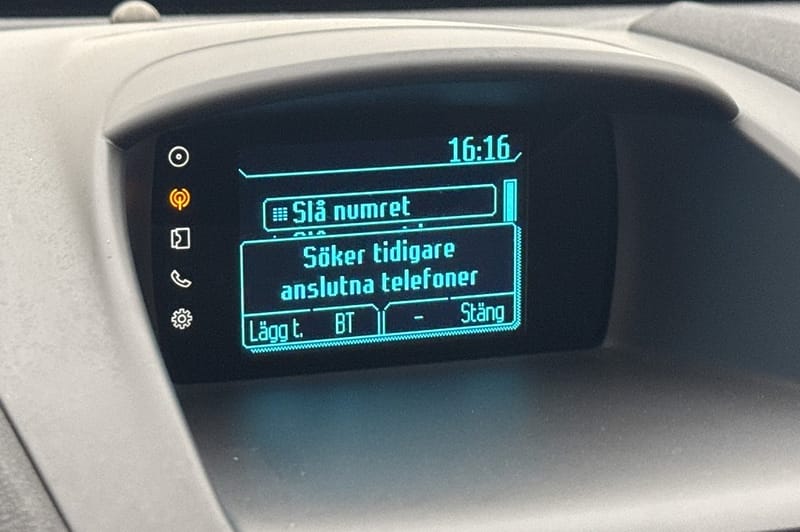 16:16
Slå numret
Söker tidigare
anslutna telefoner
Lägg t. BT - Stäng